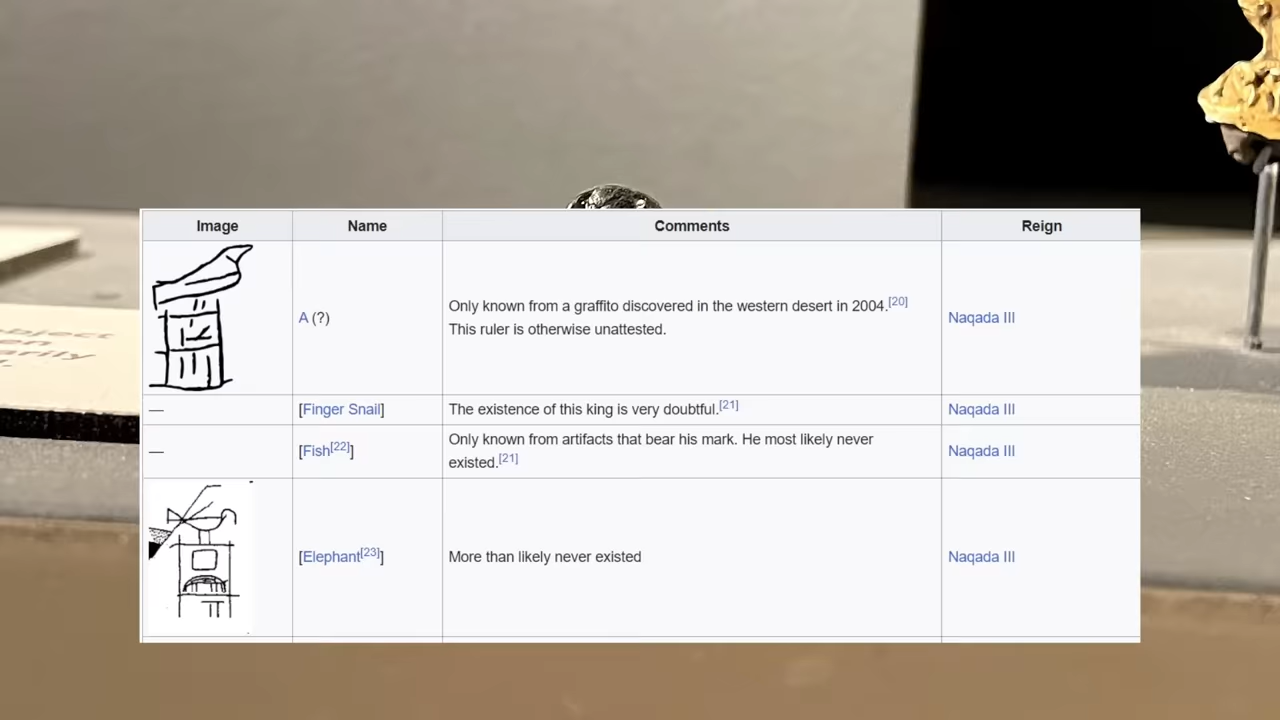 Image Name Comments Reign
A (?)
Only known from a graffito discovered in the western desert in 2004.[20]
This ruler is otherwise unattested.
Naqada III
— [Finger Snail] The existence of this king is very doubtful.[21] Naqada III
— [Fish[22]]
Only known from artifacts that bear his mark. He most likely never
existed.[21]
Naqada III
[Elephant[23]] More than likely never existed Naqada III